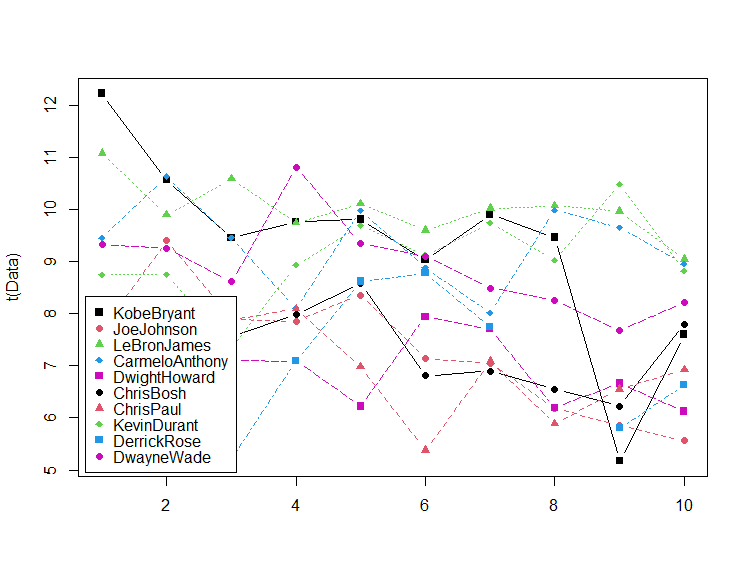 12
11
10
9
8
7
6
5
t(Data)
KobeBryant
JoeJohnson
LeBronJames
CarmeloAnthony
DwightHoward
ChrisBosh
ChrisPaul
KevinDurant
DerrickRose
DwayneWade
2 4 6 8 10